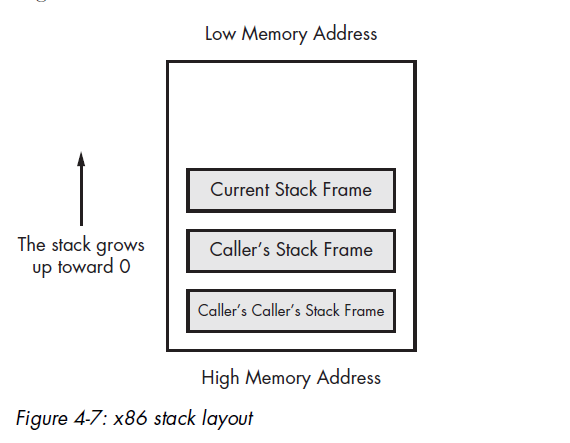 Low Memory Address
Current Stack Frame
The stack grows
up toward 0
Caller's Stack Frame
Caller's Caller's Stack Frame
High Memory Address
Figure 4-7: x86 stack layout